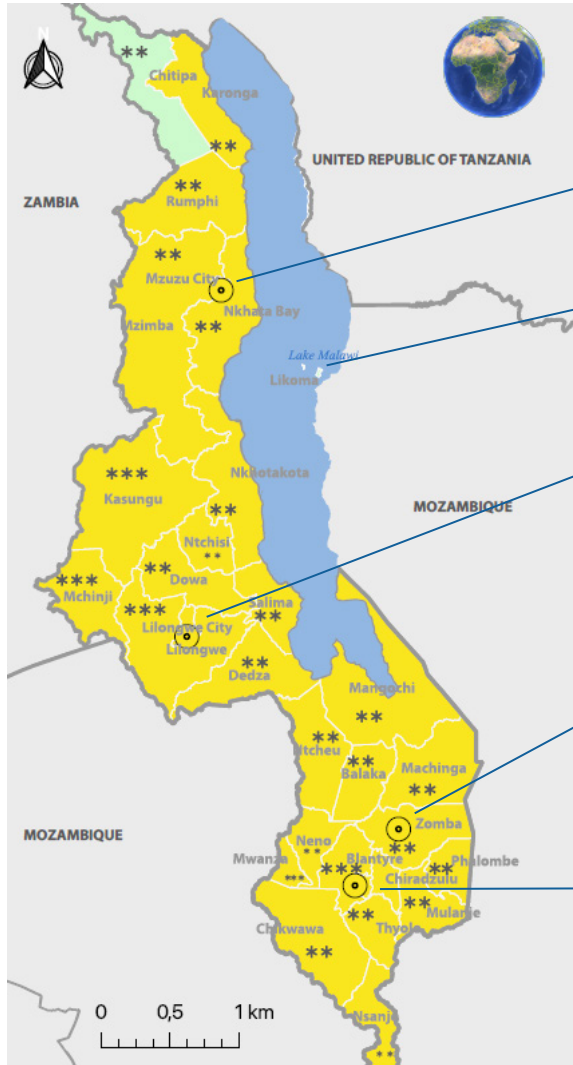 N
**
Chitipa
Karonga
**
UNITED REPUBLIC OF TANZANIA
**
Rumphi
ZAMBIA
**
Mzuzu City
Nkhata Bay
Mzimba
**
Lake Malawi
Likoma
***
Kasungu
NkHotakota
**
MOZAMBIQUE
Ntchisi
**
***
Mchinji
**
Dowa
***
Salima
**
Lilongwe City
Lilongwe
**
Dedza
Mangochi
**
**
Ntcheu
**
Balaka
Machinga
**
MOZAMBIQUE
Zomba
**
Neno
**
Mwanza
***
***
Blantyre
Phalombe
**
Chiradzulu
**
Mulanje
**
Thyolo
Chikwawa
**
0 0,5 1 km
Nsanje
**